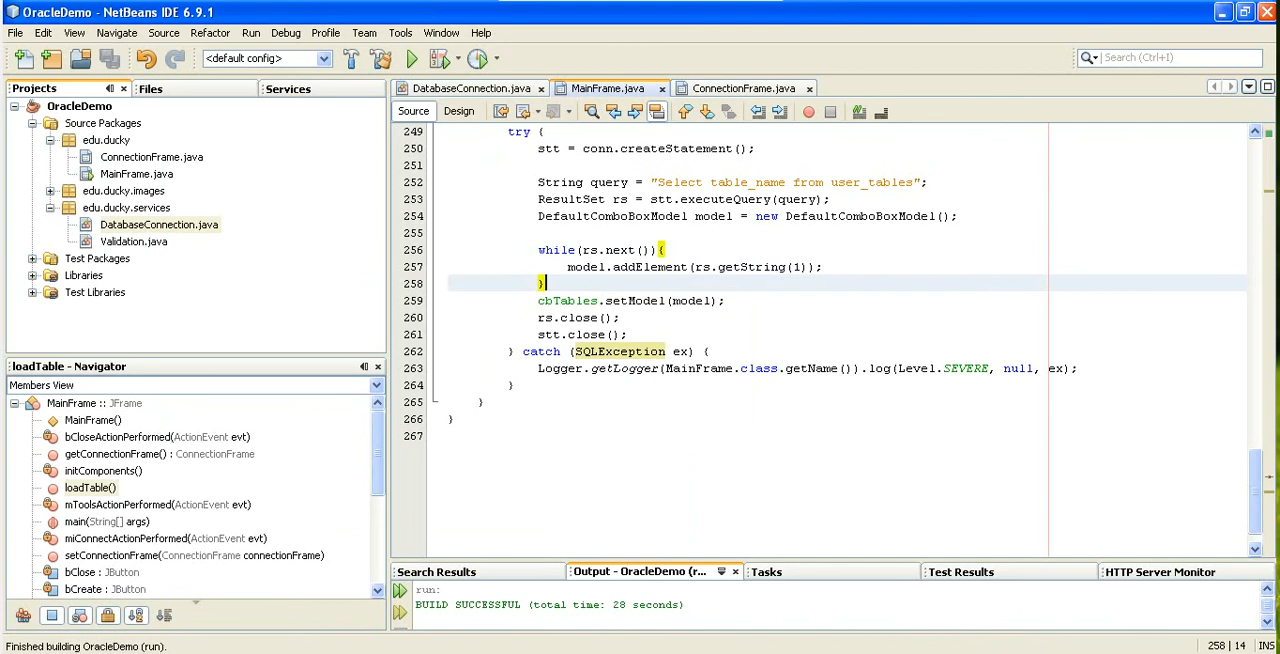 OracleDemo - NetBeans IDE 6.9.1
File Edit View Navigate Source Refactor Run Debug Profile Team Tools Window Help
<default config>
Search (Ctrl+I)
Projects Files Services
OracleDemo
Source Packages
edu.ducky
ConnectionFrame.java
MainFrame.java
edu.ducky.images
edu.ducky.services
DatabaseConnection.java
Validation.java
Test Packages
Libraries
Test Libraries
loadTable - Navigator
Members View
MainFrame :: JFrame
MainFrame()
bCloseActionPerformed(ActionEvent evt)
getConnectionFrame() : ConnectionFrame
initComponents()
loadTable()
mToolsActionPerformed(ActionEvent evt)
main(String[] args)
miConnectActionPerformed(ActionEvent evt)
setConnectionFrame(ConnectionFrame connectionFrame)
bClose : JButton
bCreate : JButton
DatabaseConnection.java MainFrame.java ConnectionFrame.java
Source Design
249 try {
250 stt = conn.createStatement();
251
252 String query = "Select table_name from user_tables";
253 ResultSet rs = stt.executeQuery(query);
254 DefaultComboBoxModel model = new DefaultComboBoxModel();
255
256 while(rs.next()){
257 model.addElement(rs.getString(1));
258 }
259 cbTables.setModel(model);
260 rs.close();
261 stt.close();
262 } catch (SQLException ex) {
263 Logger.getLogger(MainFrame.class.getName()).log(Level.SEVERE, null, ex);
264 }
265 }
266 }
267
Search Results Output - OracleDemo (r... Tasks Test Results HTTP Server Monitor
run:
BUILD SUCCESSFUL (total time: 28 seconds)
Finished building OracleDemo (run).
258 | 14 INS